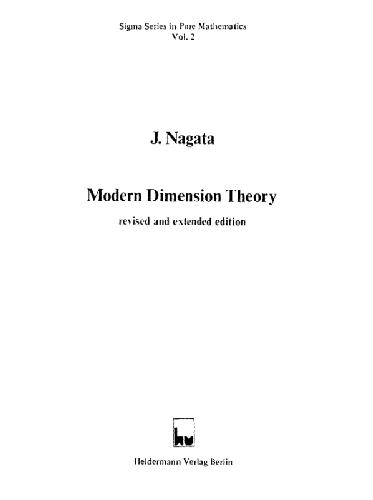 Sigma Series in Pure Mathematics
Vol. 2
J. Nagata
Modern Dimension Theory
revised and extended edition
hv
Heldermann Verlag Berlin